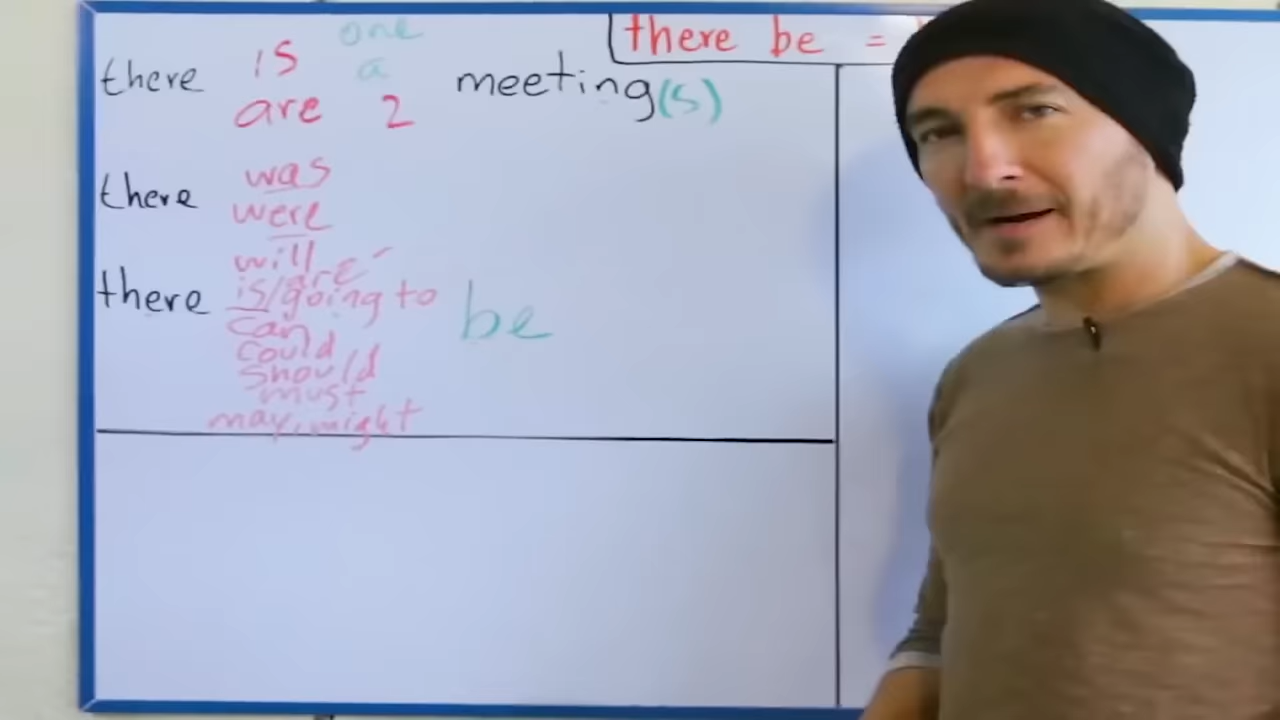 there be =
one
there is a meeting(s)
are 2
there was
were
will
are
there is/going to be
can
could
should
must
may, might